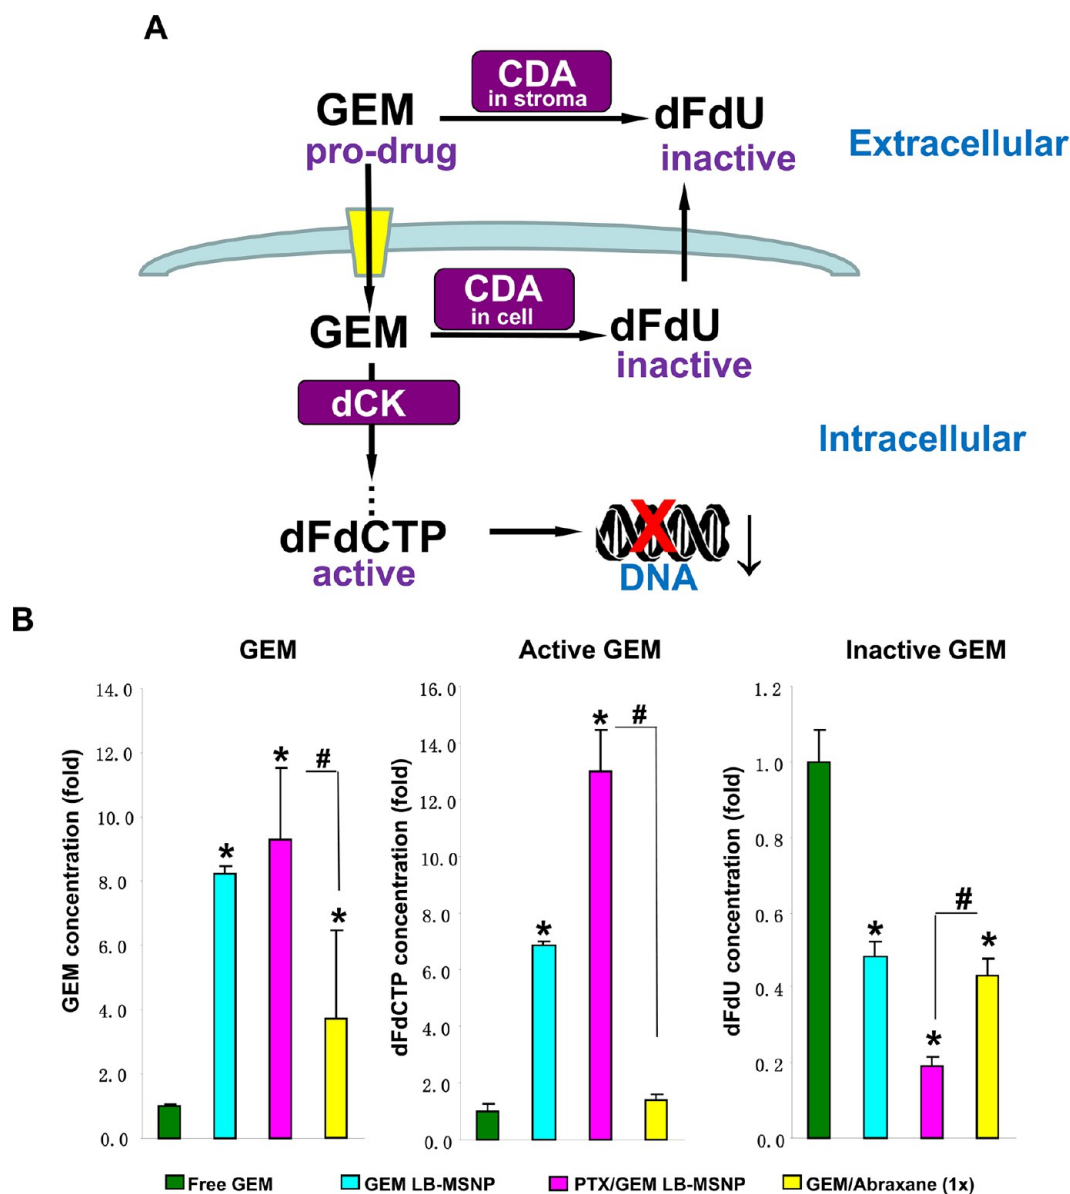 A
CDA
in stroma
GEM
pro-drug
dFdU
inactive
Extracellular
CDA
in cell
GEM
dFdU
inactive
dCK
Intracellular
dFdCTP
active
X
DNA
B
GEM
GEM concentration (fold)
14.0
12.0
10.0
8.0
6.0
4.0
2.0
0.0
*
*
#
*
Active GEM
dFdCTP concentration (fold)
16.0
14.0
12.0
10.0
8.0
6.0
4.0
2.0
0.0
*
*
#
Inactive GEM
dFdU concentration (fold)
1.2
1.0
0.8
0.6
0.4
0.2
0.0
*
*
#
*
Free GEM
GEM LB-MSNP
PTX/GEM LB-MSNP
GEM/Abraxane (1x)